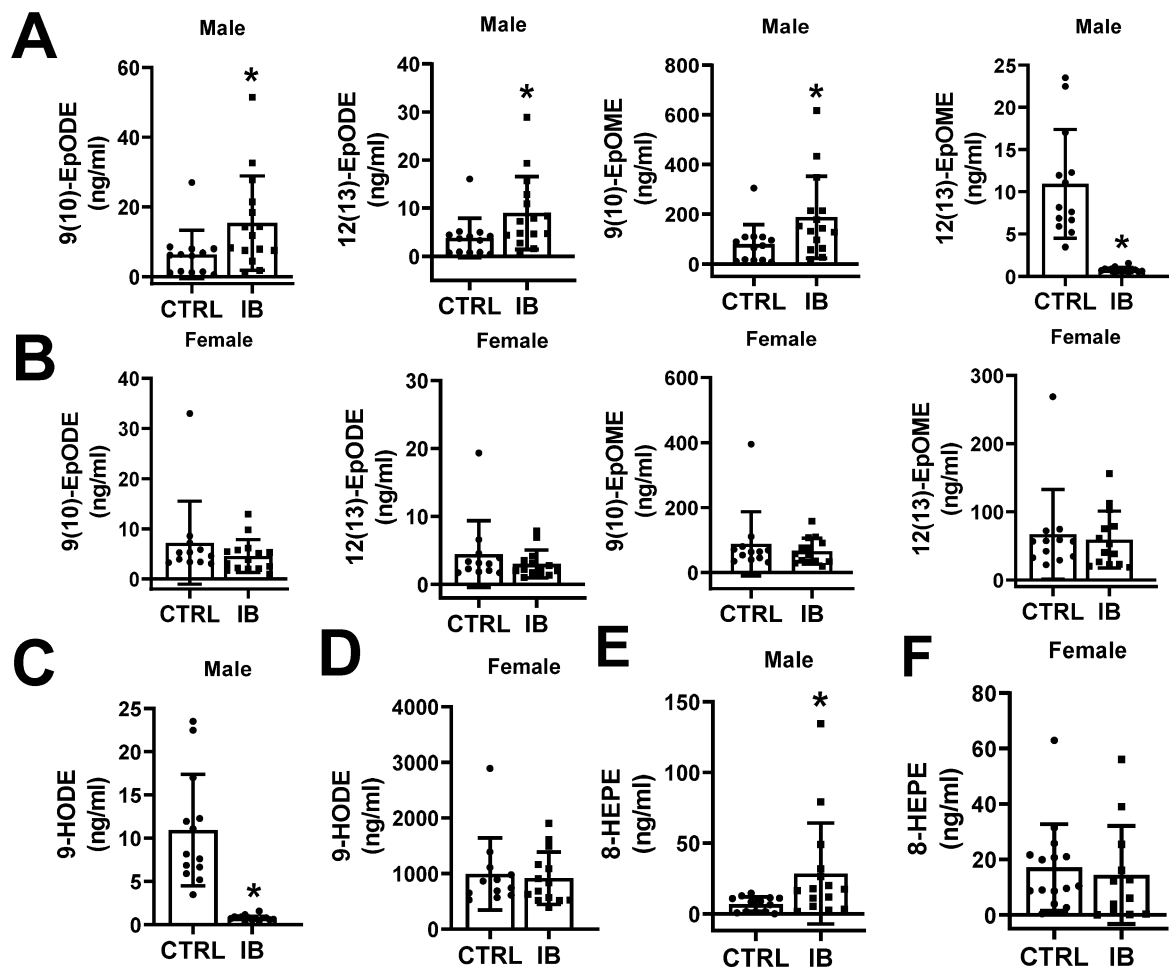 A
Male
9(10)-EpODE
(ng/ml)
60
40
20
0
*
CTRL IB
Male
12(13)-EpODE
(ng/ml)
40
30
20
10
0
*
CTRL IB
Male
9(10)-EpOME
(ng/ml)
800
600
400
200
0
*
CTRL IB
Male
12(13)-EpOME
(ng/ml)
25
20
15
10
5
0
*
CTRL IB
B
Female
9(10)-EpODE
(ng/ml)
40
30
20
10
0
CTRL IB
Female
12(13)-EpODE
(ng/ml)
30
20
10
0
CTRL IB
Female
9(10)-EpOME
(ng/ml)
600
400
200
0
CTRL IB
Female
12(13)-EpOME
(ng/ml)
300
200
100
0
CTRL IB
C
Male
9-HODE
(ng/ml)
25
20
15
10
5
0
*
CTRL IB
D
Female
9-HODE
(ng/ml)
4000
3000
2000
1000
0
CTRL IB
E
Male
8-HEPE
(ng/ml)
150
100
50
0
*
CTRL IB
F
Female
8-HEPE
(ng/ml)
80
60
40
20
0
CTRL IB